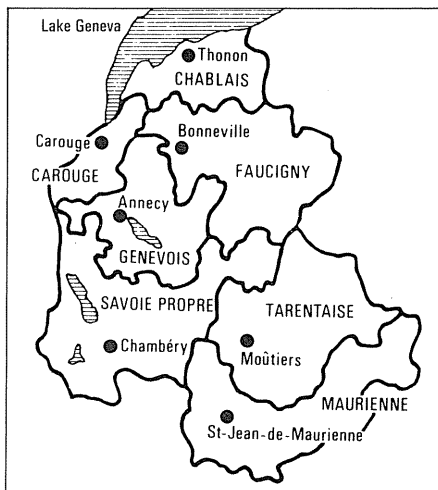 Lake Geneva
Thonon
CHABLAIS
Carouge
Bonneville
CAROUGE
FAUCIGNY
Annecy
GENEVOIS
SAVOIE PROPRE
TARENTAISE
Chambéry
Moûtiers
MAURIENNE
St-Jean-de-Maurienne